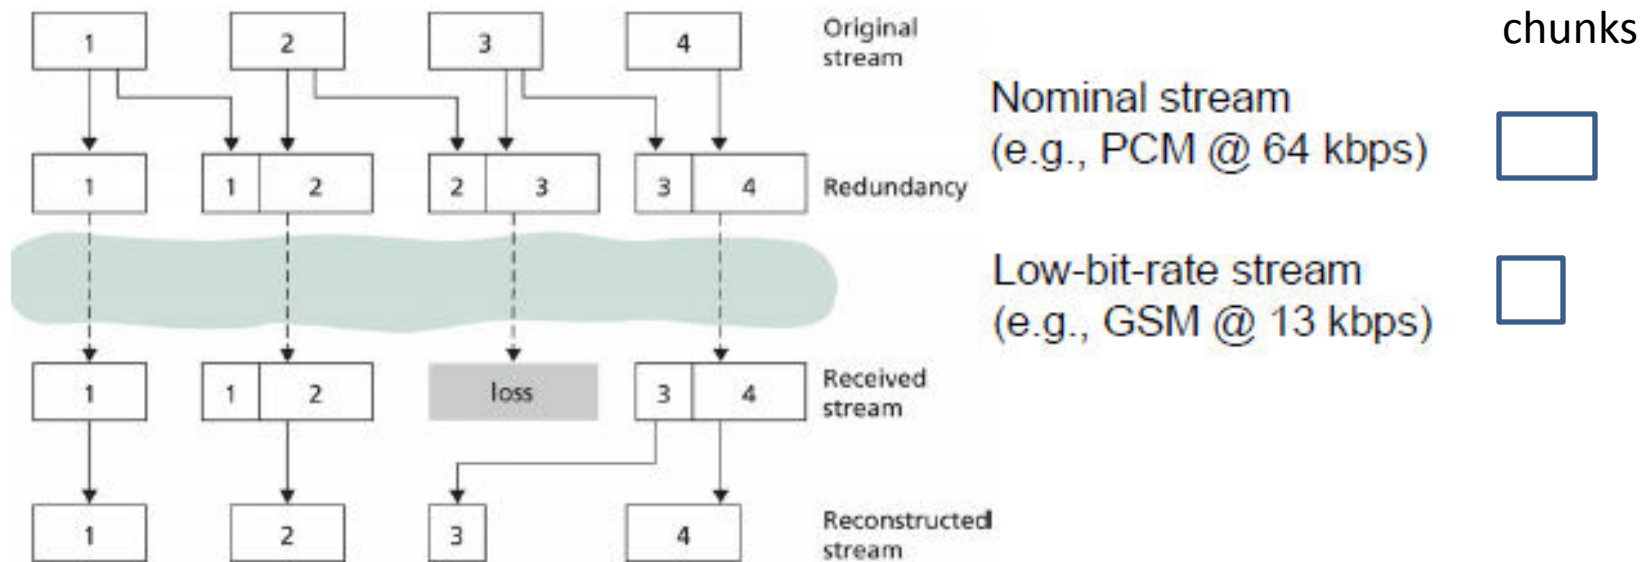 1 2 3 4 Original stream
chunks
Nominal stream
(e.g., PCM @ 64 kbps)
1 1 2 2 3 3 4 Redundancy
Low-bit-rate stream
(e.g., GSM @ 13 kbps)
1 1 2 loss 3 4 Received stream
1 2 3 4 Reconstructed stream